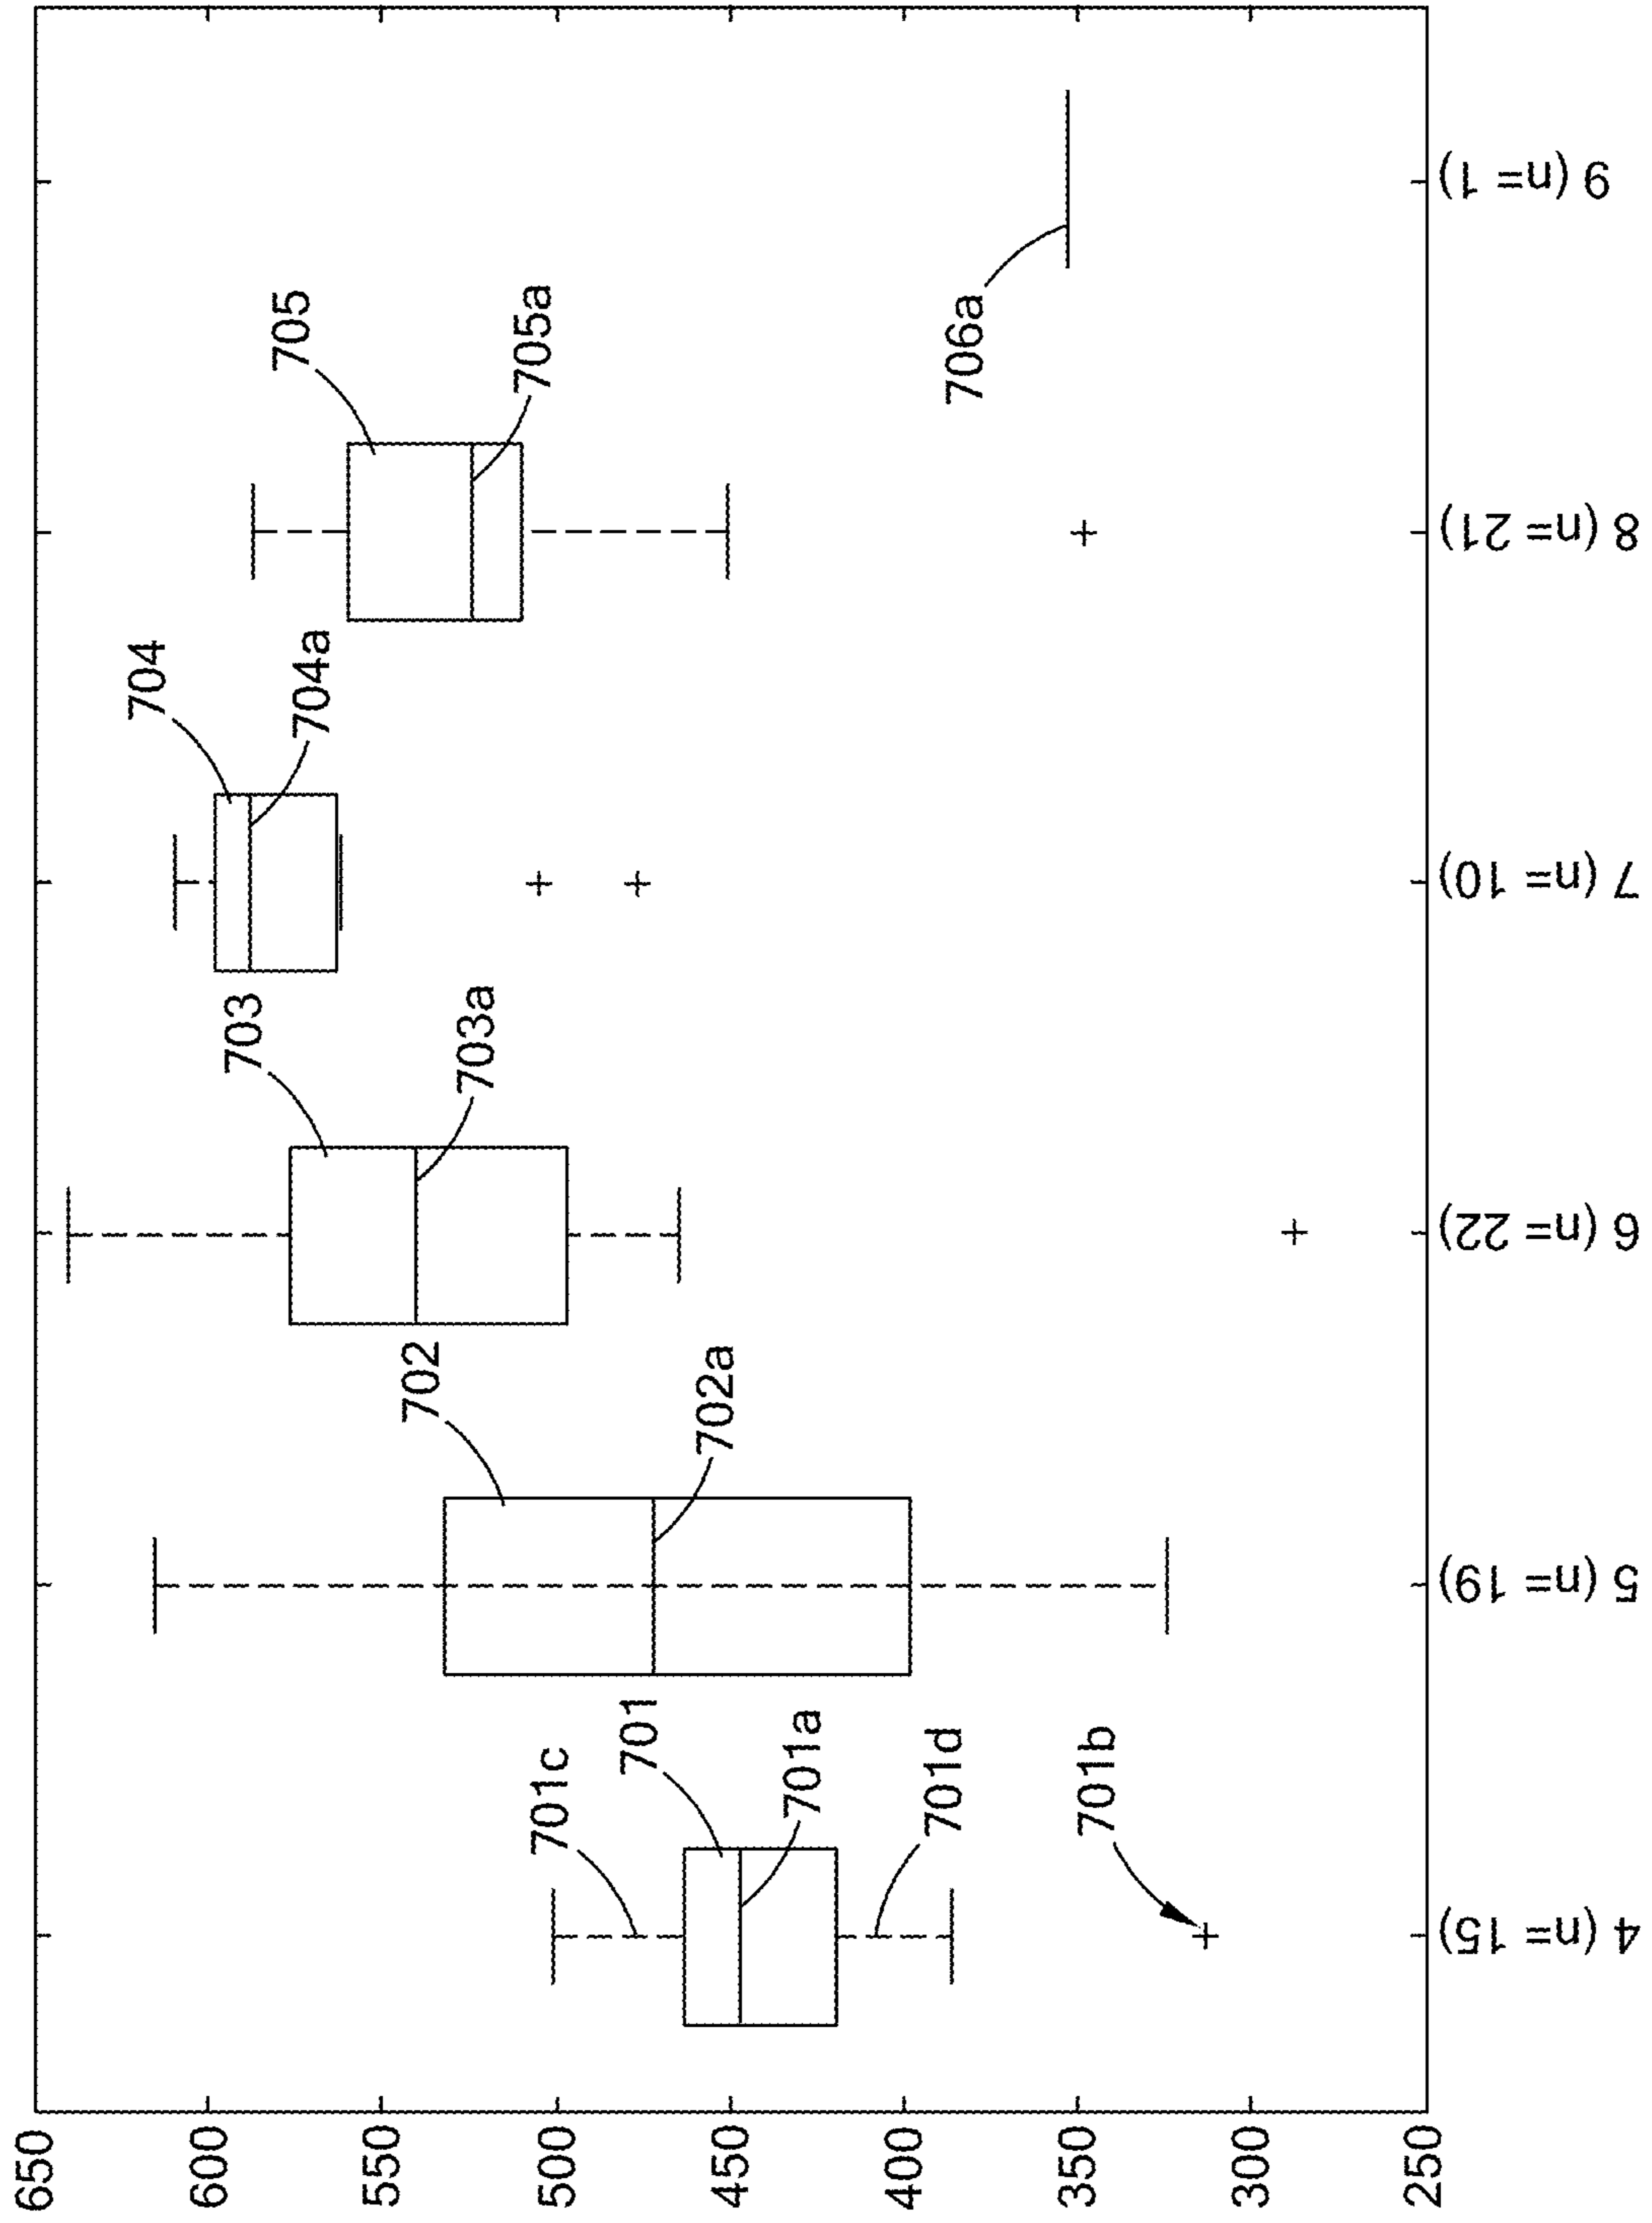 650
600
550
500
450
400
350
300
250
701c
701
701a
701d
701b
702
702a
703
703a
704
704a
705
705a
706a
4 (n= 15)
5 (n= 19)
6 (n= 22)
7 (n= 10)
8 (n= 21)
9 (n= 1)